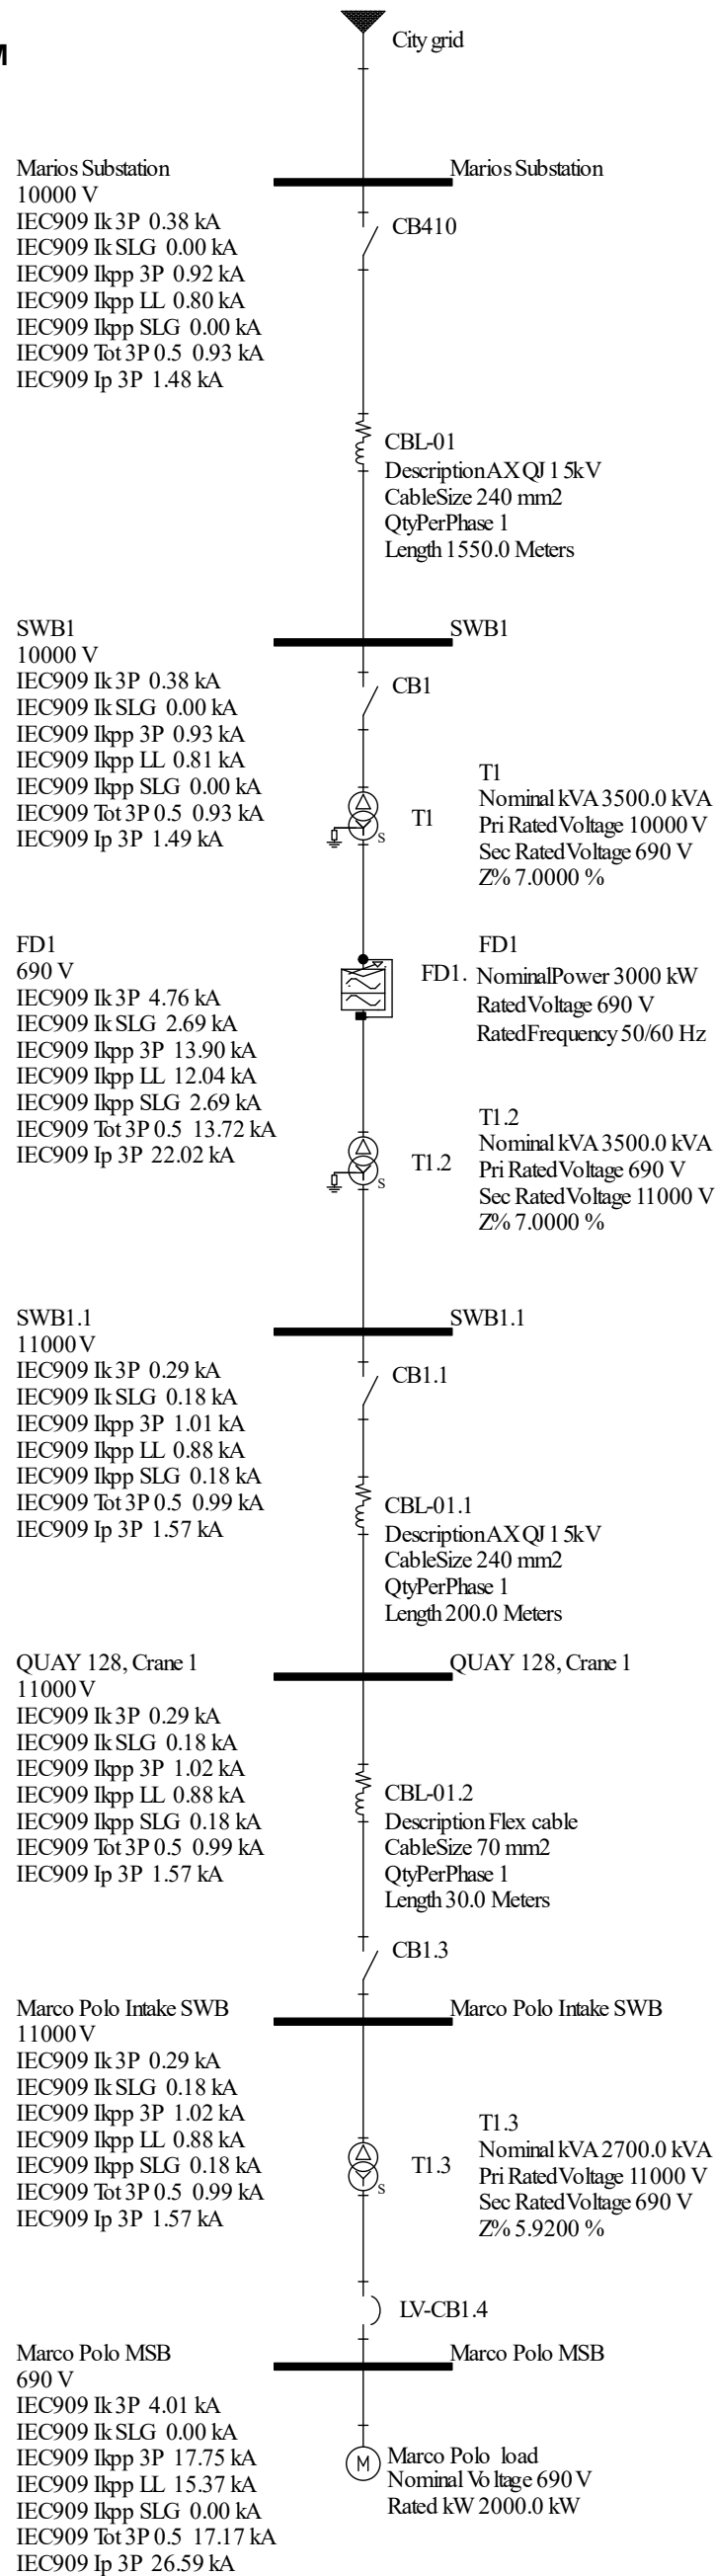 City grid
M
Marios Substation
Marios Substation
10000 V
IEC909 Ik 3P 0.38 kA
IEC909 Ik SLG 0.00 kA
IEC909 Ikpp 3P 0.92 kA
IEC909 Ikpp LL 0.80 kA
IEC909 Ikpp SLG 0.00 kA
IEC909 Tot 3P 0.5 0.93 kA
IEC909 Ip 3P 1.48 kA
CB410
CBL-01
Description AXQJ 15kV
CableSize 240 mm2
QtyPerPhase 1
Length 1550.0 Meters
SWB1
SWB1
10000 V
IEC909 Ik 3P 0.38 kA
IEC909 Ik SLG 0.00 kA
IEC909 Ikpp 3P 0.93 kA
IEC909 Ikpp LL 0.81 kA
IEC909 Ikpp SLG 0.00 kA
IEC909 Tot 3P 0.5 0.93 kA
IEC909 Ip 3P 1.49 kA
CB1
T1
S
T1
Nominal kVA 3500.0 kVA
Pri Rated Voltage 10000 V
Sec Rated Voltage 690 V
Z% 7.0000 %
FD1
690 V
IEC909 Ik 3P 4.76 kA
IEC909 Ik SLG 2.69 kA
IEC909 Ikpp 3P 13.90 kA
IEC909 Ikpp LL 12.04 kA
IEC909 Ikpp SLG 2.69 kA
IEC909 Tot 3P 0.5 13.72 kA
IEC909 Ip 3P 22.02 kA
FD1.
FD1
NominalPower 3000 kW
RatedVoltage 690 V
RatedFrequency 50/60 Hz
T1.2
S
T1.2
Nominal kVA 3500.0 kVA
Pri Rated Voltage 690 V
Sec Rated Voltage 11000 V
Z% 7.0000 %
SWB1.1
SWB1.1
11000 V
IEC909 Ik 3P 0.29 kA
IEC909 Ik SLG 0.18 kA
IEC909 Ikpp 3P 1.01 kA
IEC909 Ikpp LL 0.88 kA
IEC909 Ikpp SLG 0.18 kA
IEC909 Tot 3P 0.5 0.99 kA
IEC909 Ip 3P 1.57 kA
CB1.1
CBL-01.1
Description AXQJ 15kV
CableSize 240 mm2
QtyPerPhase 1
Length 200.0 Meters
QUAY 128, Crane 1
QUAY 128, Crane 1
11000 V
IEC909 Ik 3P 0.29 kA
IEC909 Ik SLG 0.18 kA
IEC909 Ikpp 3P 1.02 kA
IEC909 Ikpp LL 0.88 kA
IEC909 Ikpp SLG 0.18 kA
IEC909 Tot 3P 0.5 0.99 kA
IEC909 Ip 3P 1.57 kA
CBL-01.2
Description Flex cable
CableSize 70 mm2
QtyPerPhase 1
Length 30.0 Meters
CB1.3
Marco Polo Intake SWB
Marco Polo Intake SWB
11000 V
IEC909 Ik 3P 0.29 kA
IEC909 Ik SLG 0.18 kA
IEC909 Ikpp 3P 1.02 kA
IEC909 Ikpp LL 0.88 kA
IEC909 Ikpp SLG 0.18 kA
IEC909 Tot 3P 0.5 0.99 kA
IEC909 Ip 3P 1.57 kA
T1.3
S
T1.3
Nominal kVA 2700.0 kVA
Pri Rated Voltage 11000 V
Sec Rated Voltage 690 V
Z% 5.9200 %
LV-CB1.4
Marco Polo MSB
Marco Polo MSB
690 V
IEC909 Ik 3P 4.01 kA
IEC909 Ik SLG 0.00 kA
IEC909 Ikpp 3P 17.75 kA
IEC909 Ikpp LL 15.37 kA
IEC909 Ikpp SLG 0.00 kA
IEC909 Tot 3P 0.5 17.17 kA
IEC909 Ip 3P 26.59 kA
M
Marco Polo load
Nominal Voltage 690 V
Rated kW 2000.0 kW